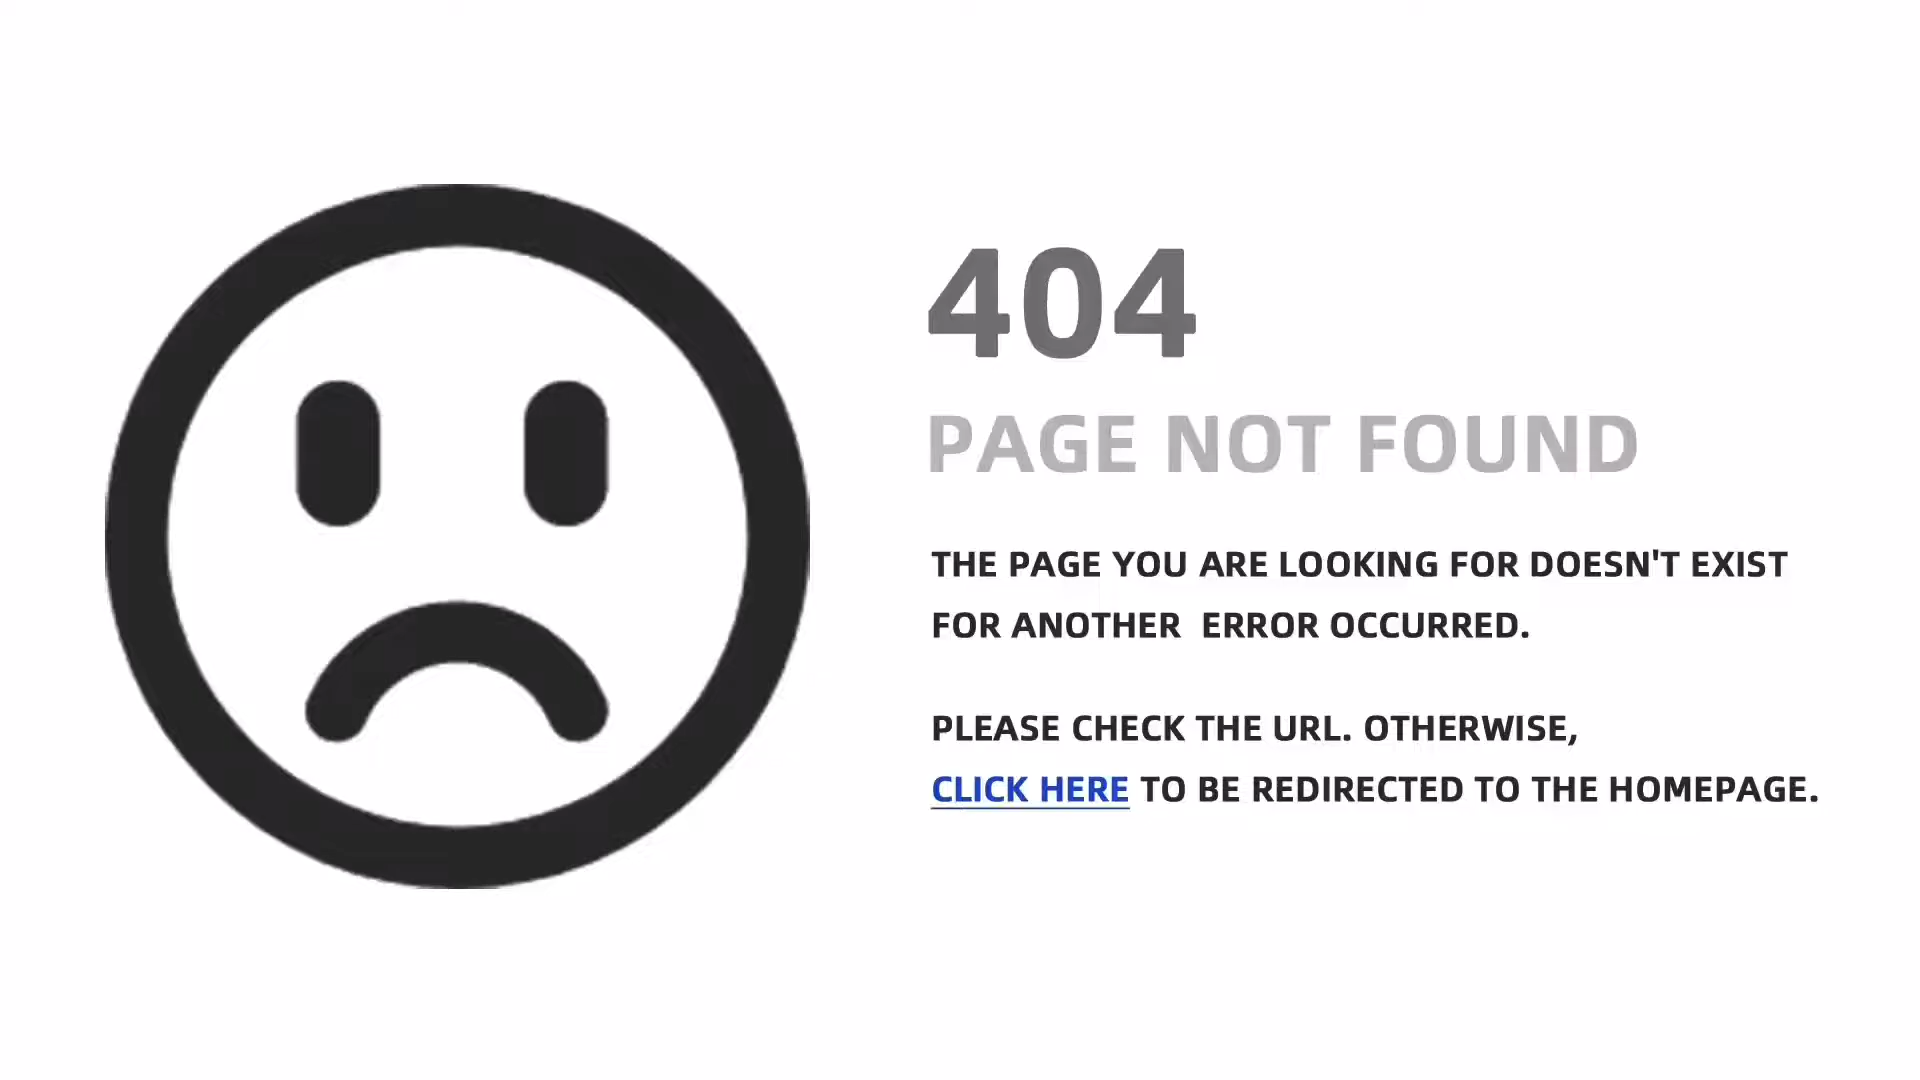 404
PAGE NOT FOUND
THE PAGE YOU ARE LOOKING FOR DOESN'T EXIST
FOR ANOTHER  ERROR OCCURRED.
PLEASE CHECK THE URL. OTHERWISE,
CLICK HERE TO BE REDIRECTED TO THE HOMEPAGE.